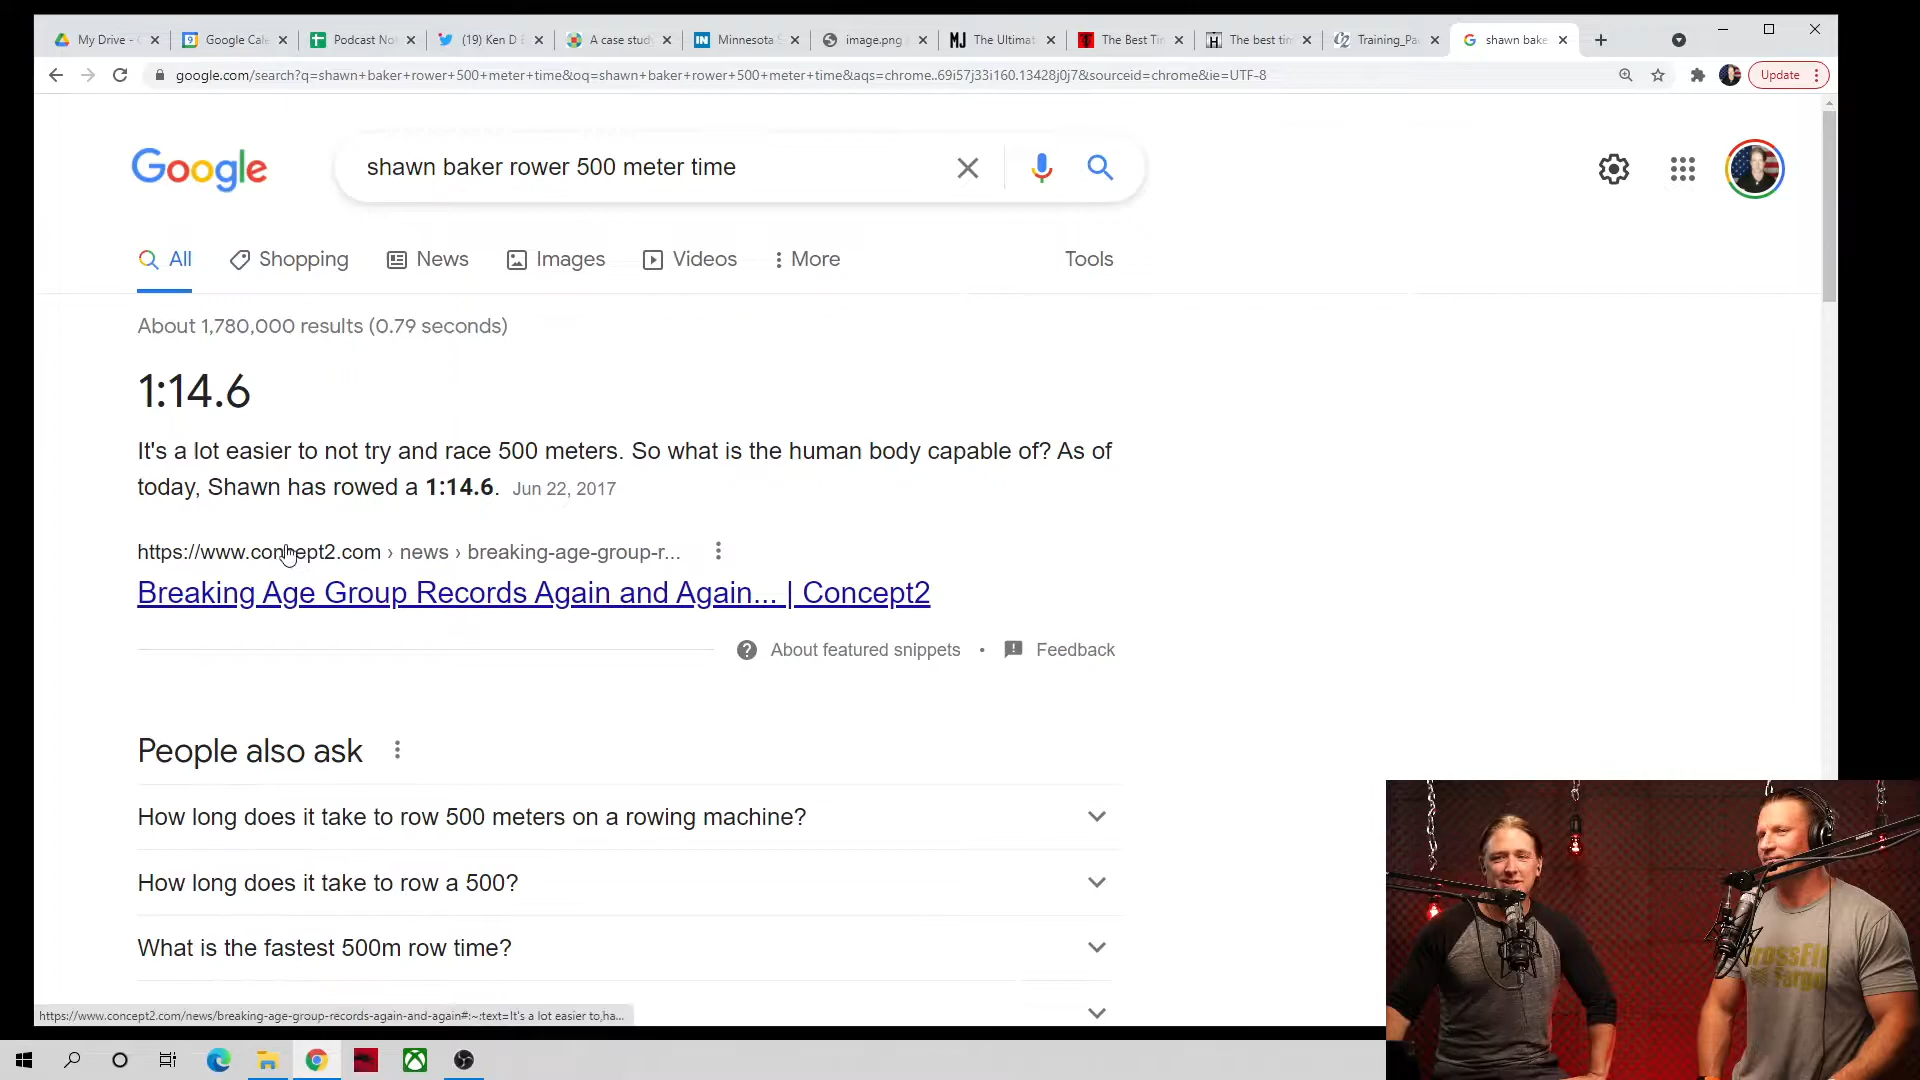 My Drive -
Google Cale
Podcast No
(19) Ken D B
A case study
IN
Minnesota S
image.png
MJ
The Ultimat
The Best Tim
H
The best tim
Training_Pa
shawn bake
google.com/search?q=shawn+baker+rower+500+meter+time&oq=shawn+baker+rower+500+meter+time&aqs=chrome..69i57j33i160.13428j0j7&sourceid=chrome&ie=UTF-8
Update
Google
shawn baker rower 500 meter time
All
Shopping
News
Images
Videos
More
Tools
About 1,780,000 results (0.79 seconds)
1:14.6
It's a lot easier to not try and race 500 meters. So what is the human body capable of? As of
today, Shawn has rowed a 1:14.6. Jun 22, 2017
https://www.concept2.com › news › breaking-age-group-r...
Breaking Age Group Records Again and Again... | Concept2
About featured snippets • Feedback
People also ask
How long does it take to row 500 meters on a rowing machine?
How long does it take to row a 500?
What is the fastest 500m row time?
https://www.concept2.com/news/breaking-age-group-records-again-and-again#:~:text=It's a lot easier to,ha...